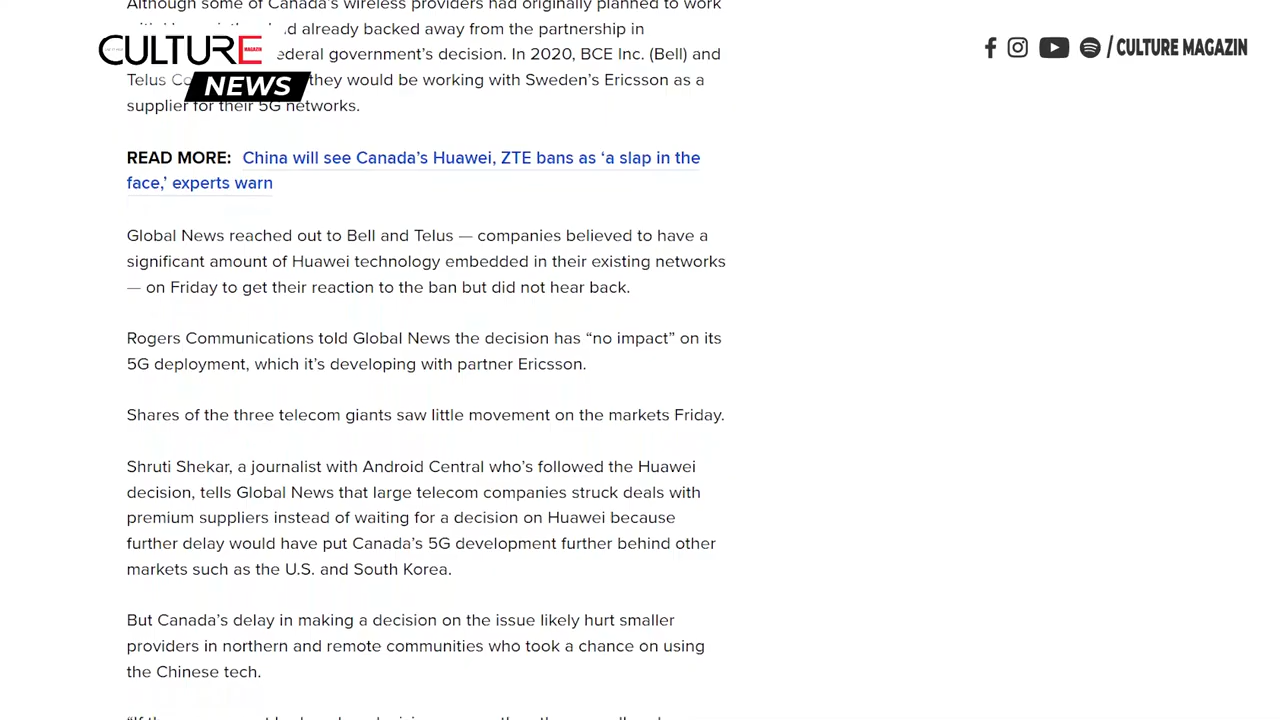 Although some of Canada’s wireless providers had originally planned to work
already backed away from the partnership in
federal government’s decision. In 2020, BCE Inc. (Bell) and
Telus they would be working with Sweden’s Ericsson as a
supplier for their 5G networks.
CULTURE
MAGAZIN
NEWS
/ CULTURE MAGAZIN
READ MORE: China will see Canada’s Huawei, ZTE bans as ‘a slap in the
face,’ experts warn
Global News reached out to Bell and Telus — companies believed to have a
significant amount of Huawei technology embedded in their existing networks
— on Friday to get their reaction to the ban but did not hear back.
Rogers Communications told Global News the decision has “no impact” on its
5G deployment, which it’s developing with partner Ericsson.
Shares of the three telecom giants saw little movement on the markets Friday.
Shruti Shekar, a journalist with Android Central who’s followed the Huawei
decision, tells Global News that large telecom companies struck deals with
premium suppliers instead of waiting for a decision on Huawei because
further delay would have put Canada’s 5G development further behind other
markets such as the U.S. and South Korea.
But Canada’s delay in making a decision on the issue likely hurt smaller
providers in northern and remote communities who took a chance on using
the Chinese tech.